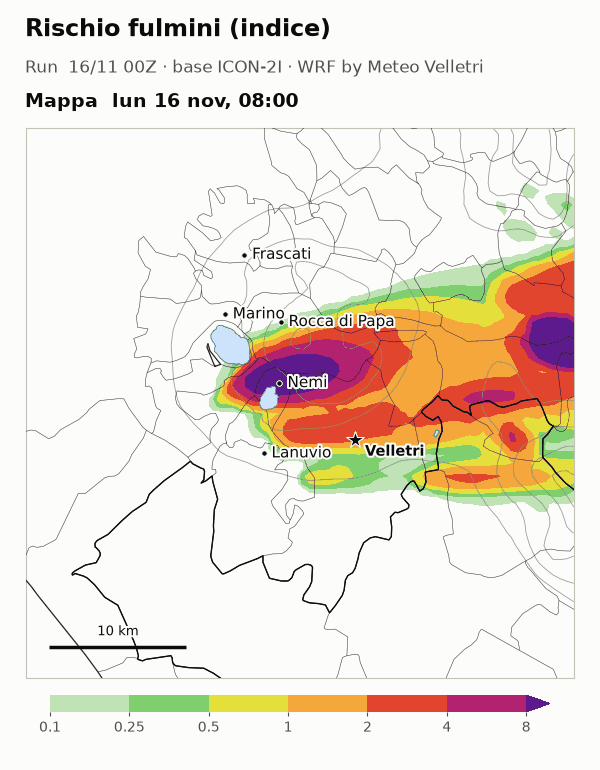 Rischio fulmini (indice)
Run  16/11 00Z · base ICON-2I · WRF by Meteo Velletri
Mappa  lun 16 nov, 08:00
Frascati
Marino
Rocca di Papa
Nemi
Velletri
Lanuvio
10 km
0.1 0.25 0.5 1 2 4 8